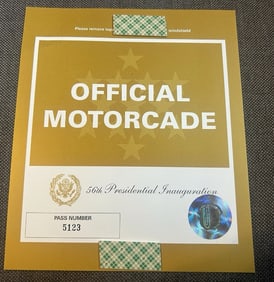 Please remove
windshield
OFFICIAL
MOTORCADE
56th Presidential Inauguration
PASS NUMBER
5123